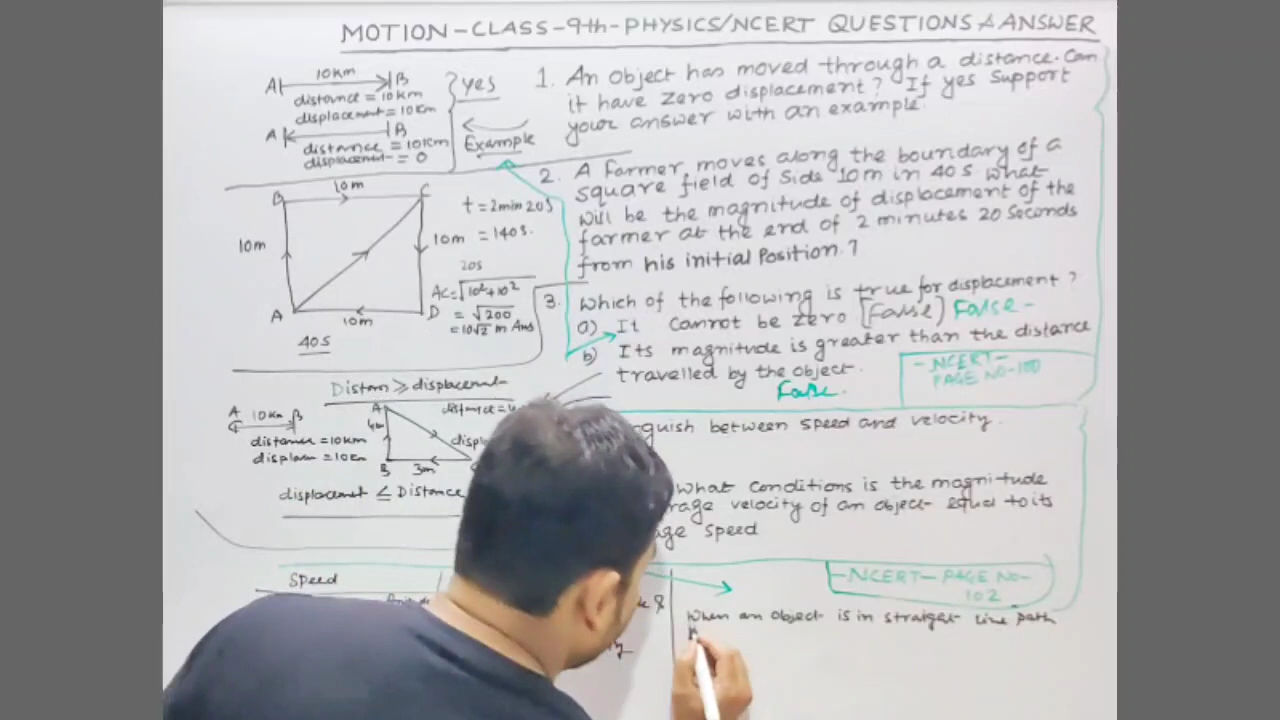 MOTION-CLASS-9th-PHYSICS/NCERT QUESTIONS & ANSWER
A 10km B
distance = 10km
displacement = 10km
A B
distance = 10km
displacement = 0
yes
Example
1. An Object has moved through a distance. Can
it have zero displacement? If yes support
your answer with an example.
2. A farmer moves along the boundary of a
square field of Side 10m in 40s what
will be the magnitude of displacement of the
farmer at the end of 2 minutes 20 Seconds
from his initial Position.?
B 10m C
10m
10m
A 10m D
40s
t = 2min 20s
= 140s.
20s
AC = √10²+10²
= √200
= 10√2 m Ans
3. Which of the following is true for displacement?
a) It Cannot be zero [False] False-
b) Its magnitude is greater than the distance
travelled by the object.
False.
-NCERT-
PAGE NO-100
Distan ≥ displacement
A 10km B
distance = 10km
displacem = 10km
A
4m
B 3m
distance =
displacement ≤ Distance
between speed and velocity.
what conditions is the magnitude
velocity of an object equal to its
speed
-NCERT-PAGE NO-
102
Speed
When an Object is in straiget line path